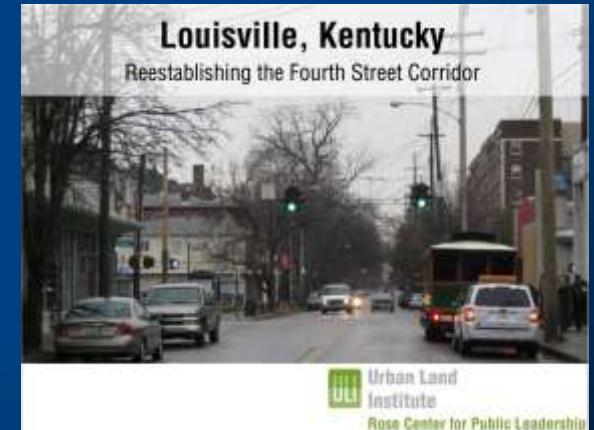 Louisville, Kentucky
Reestablishing the Fourth Street Corridor
ULI
Urban Land
Institute
Rose Center for Public Leadership